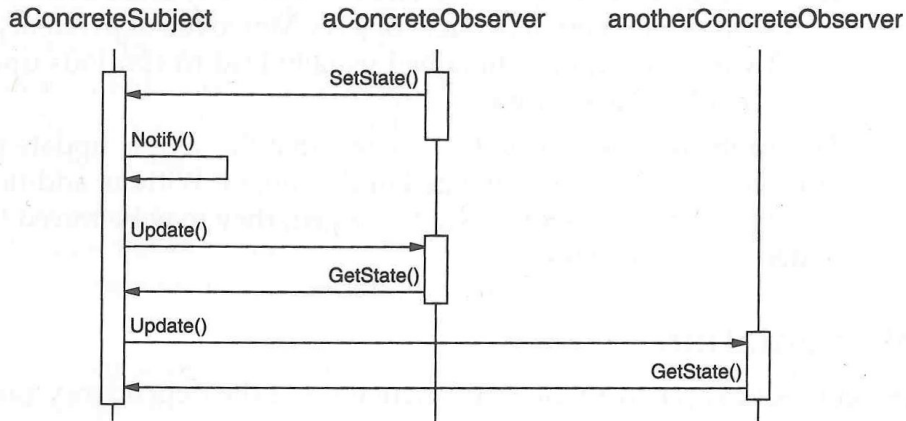 aConcreteSubject
aConcreteObserver
anotherConcreteObserver
SetState()
Notify()
Update()
GetState()
Update()
GetState()